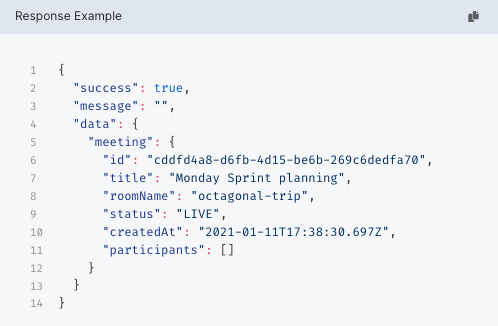 Response Example
1 {
2   "success": true,
3   "message": "",
4   "data": {
5     "meeting": {
6       "id": "cddfd4a8-d6fb-4d15-be6b-269c6dedfa70",
7       "title": "Monday Sprint planning",
8       "roomName": "octagonal-trip",
9       "status": "LIVE",
10       "createdAt": "2021-01-11T17:38:30.697Z",
11       "participants": []
12     }
13   }
14 }